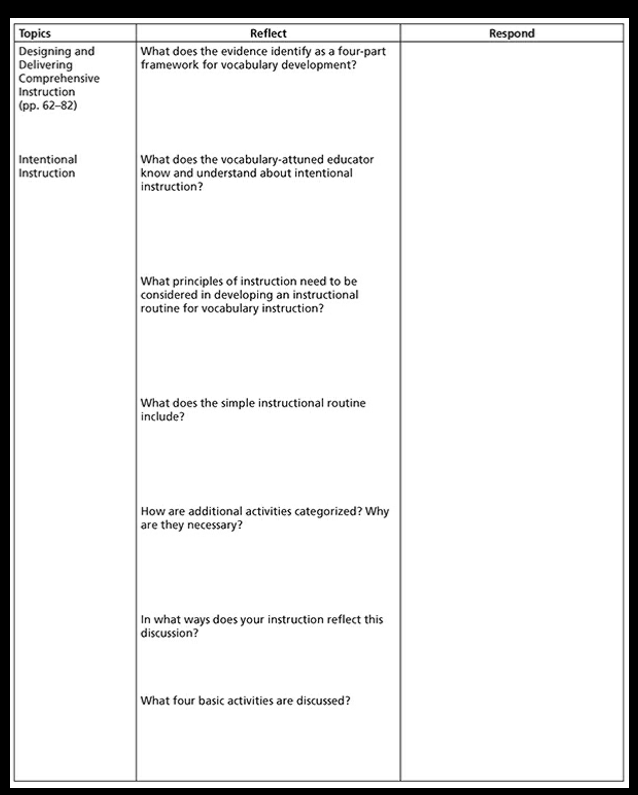 Topics
Reflect
Respond
Designing and
Delivering
Comprehensive
Instruction
(pp. 62–82)
What does the evidence identify as a four-part
framework for vocabulary development?
Intentional
Instruction
What does the vocabulary-attuned educator
know and understand about intentional
instruction?
What principles of instruction need to be
considered in developing an instructional
routine for vocabulary instruction?
What does the simple instructional routine
include?
How are additional activities categorized? Why
are they necessary?
In what ways does your instruction reflect this
discussion?
What four basic activities are discussed?